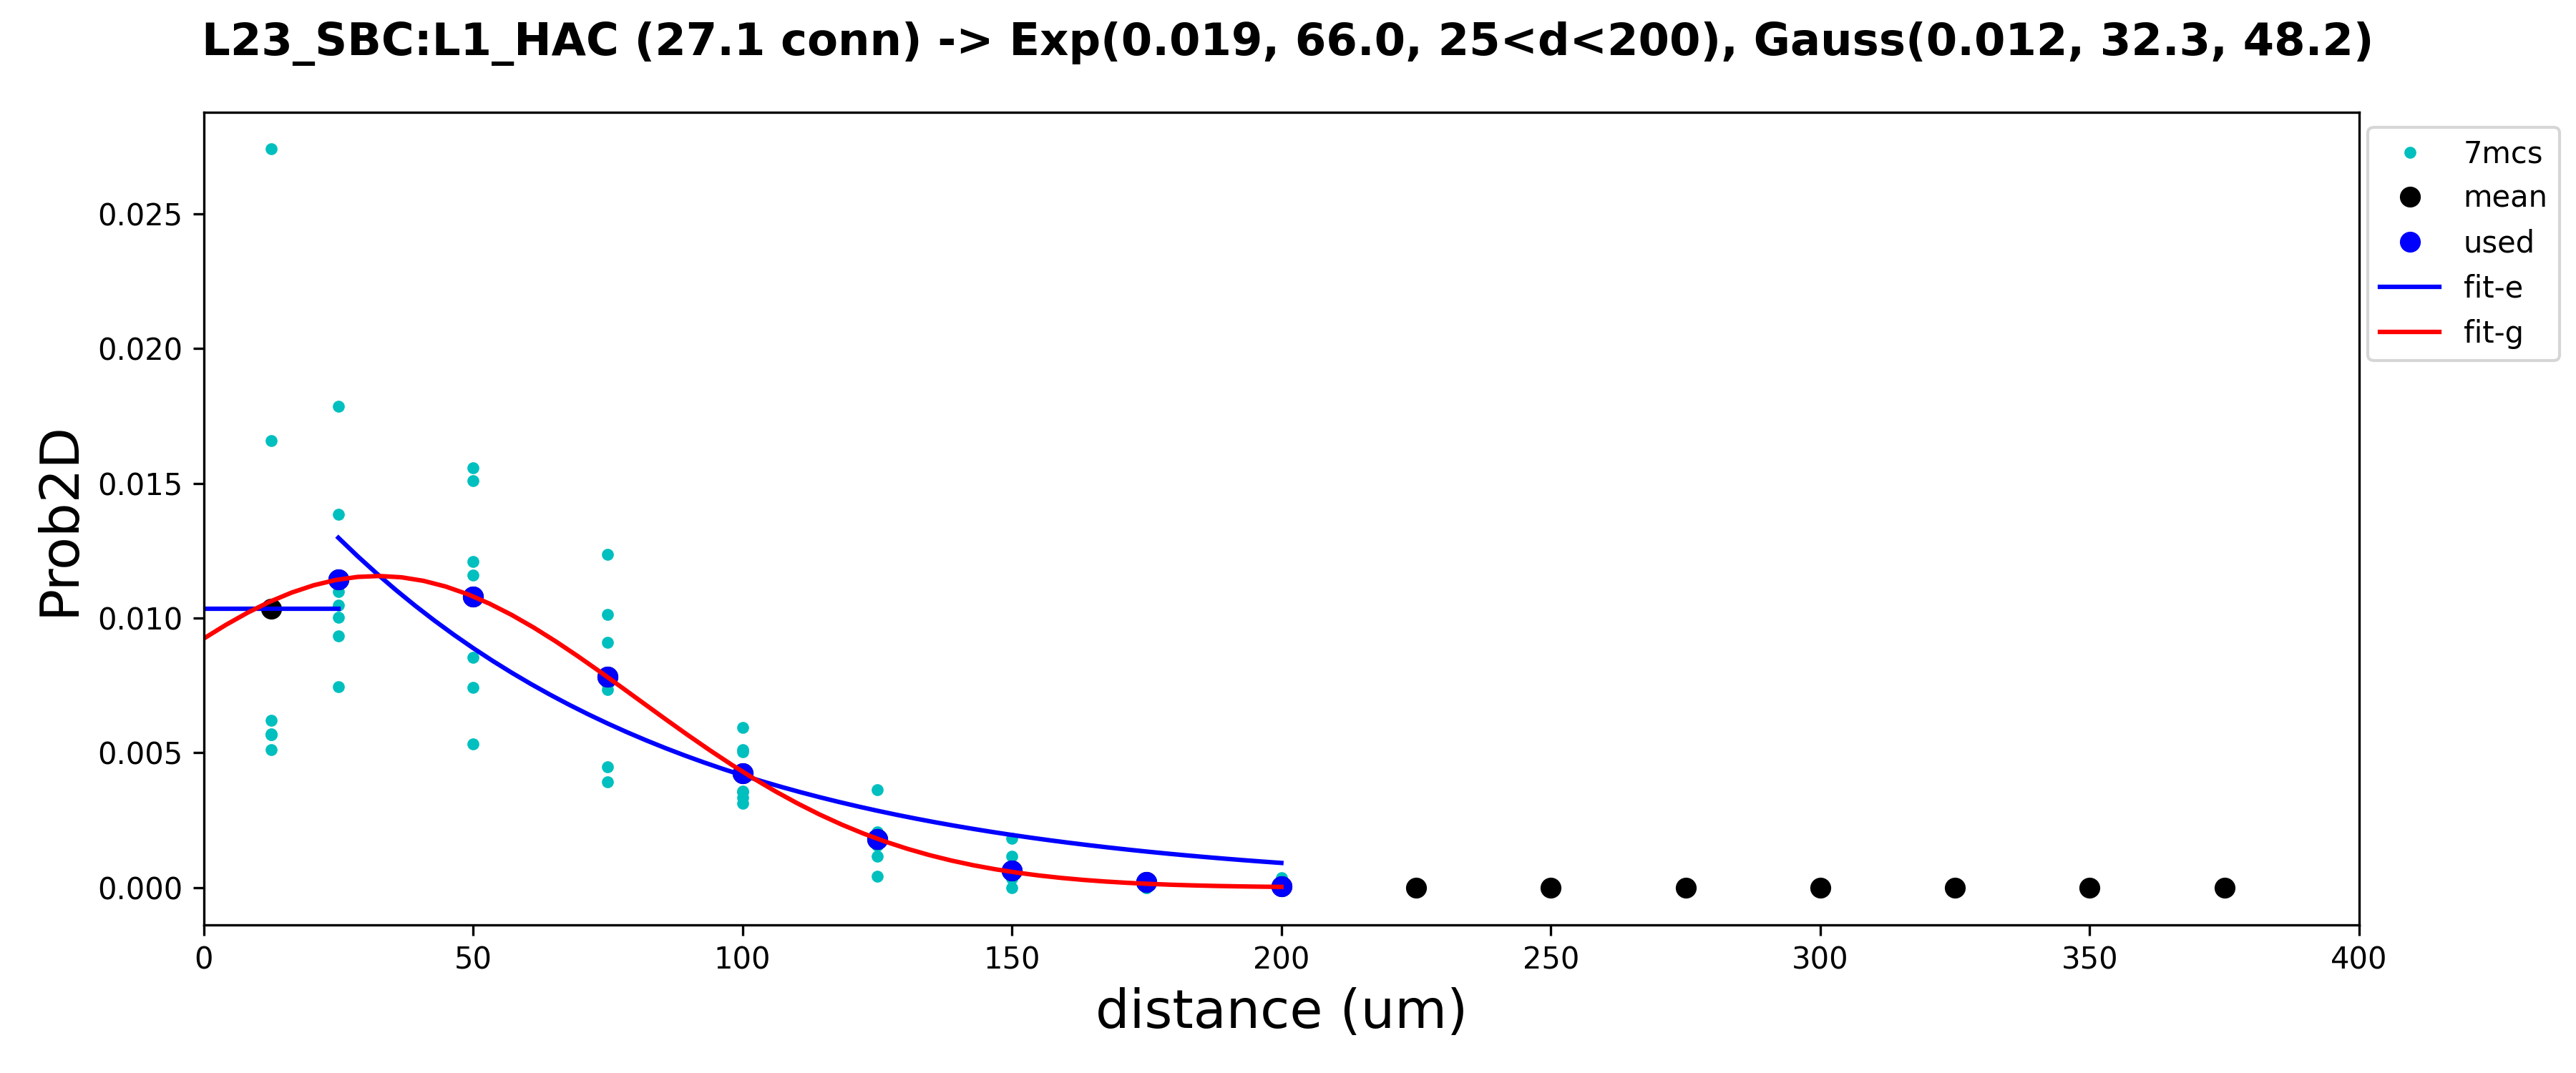 L23_SBC:L1_HAC (27.1 conn) -> Exp(0.019, 66.0, 25<d<200), Gauss(0.012, 32.3, 48.2)
7mcs
mean
used
fit-e
fit-g
0.025
0.020
0.015
0.010
0.005
0.000
Prob2D
0 50 100 150 200 250 300 350 400
distance (um)